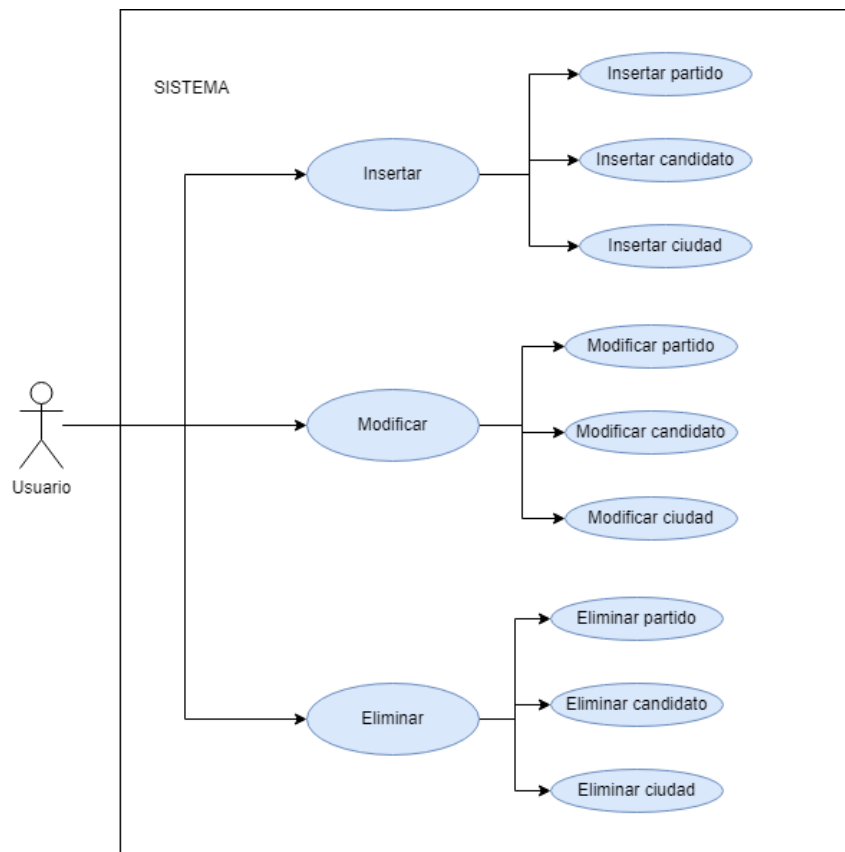 SISTEMA
Insertar
Insertar partido
Insertar candidato
Insertar ciudad
Usuario
Modificar
Modificar partido
Modificar candidato
Modificar ciudad
Eliminar
Eliminar partido
Eliminar candidato
Eliminar ciudad